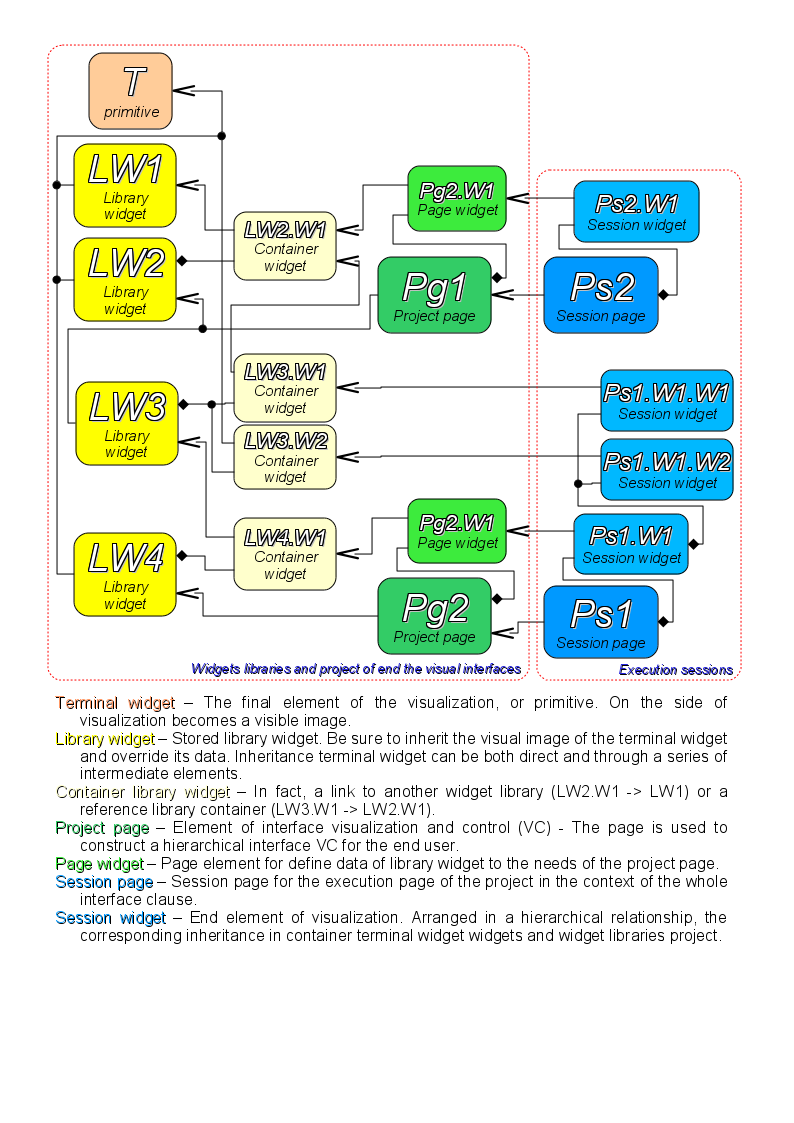 T
primitive
LW1
Library
widget
LW2
Library
widget
LW2.W1
Container
widget
Pg2.W1
Page widget
Pg1
Project page
Ps2.W1
Session widget
Ps2
Session page
LW3
Library
widget
LW3.W1
Container
widget
LW3.W2
Container
widget
Ps1.W1.W1
Session widget
Ps1.W1.W2
Session widget
LW4
Library
widget
LW4.W1
Container
widget
Pg2.W1
Page widget
Pg2
Project page
Ps1.W1
Session widget
Ps1
Session page
Widgets libraries and project of end the visual interfaces
Execution sessions
Terminal widget – The final element of the visualization, or primitive. On the side of
visualization becomes a visible image.
Library widget – Stored library widget. Be sure to inherit the visual image of the terminal widget
and override its data. Inheritance terminal widget can be both direct and through a series of
intermediate elements.
Container library widget – In fact, a link to another widget library (LW2.W1 -> LW1) or a
reference library container (LW3.W1 -> LW2.W1).
Project page – Element of interface visualization and control (VC) - The page is used to
construct a hierarchical interface VC for the end user.
Page widget – Page element for define data of library widget to the needs of the project page.
Session page – Session page for the execution page of the project in the context of the whole
interface clause.
Session widget – End element of visualization. Arranged in a hierarchical relationship, the
corresponding inheritance in container terminal widget widgets and widget libraries project.